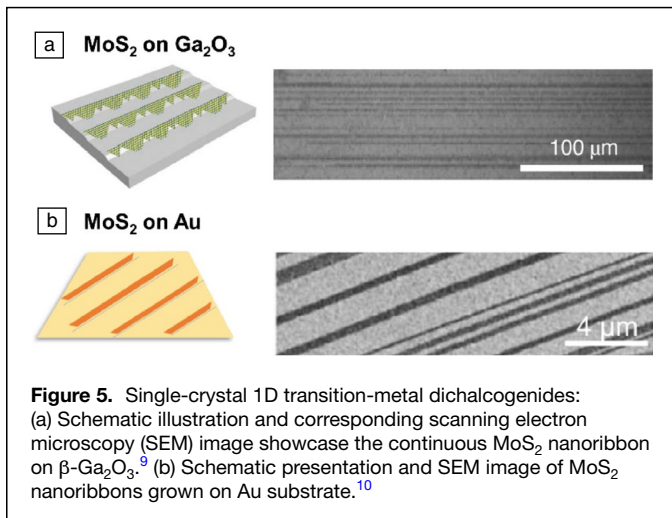 a MoS₂ on Ga₂O₃
100 μm
b MoS₂ on Au
4 μm
Figure 5. Single-crystal 1D transition-metal dichalcogenides:
(a) Schematic illustration and corresponding scanning electron
microscopy (SEM) image showcase the continuous MoS₂ nanoribbon
on β-Ga₂O₃.⁹ (b) Schematic presentation and SEM image of MoS₂
nanoribbons grown on Au substrate.¹⁰